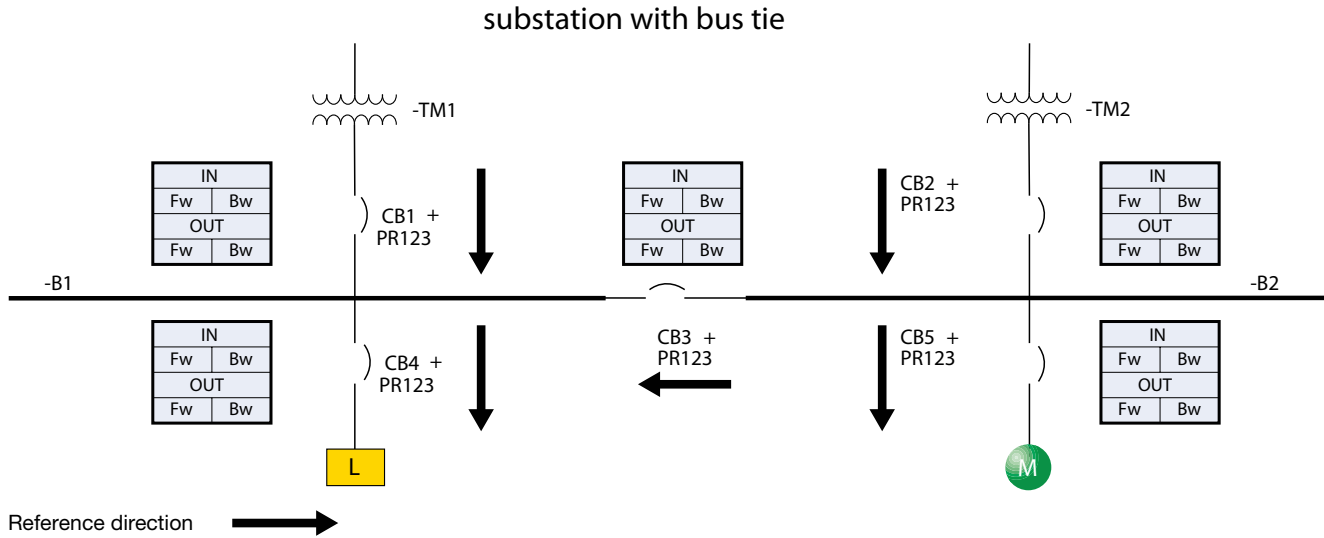 substation with bus tie
-TM1
-TM2
IN
Fw Bw
OUT
Fw Bw
CB1 +
PR123
IN
Fw Bw
OUT
Fw Bw
CB2 +
PR123
IN
Fw Bw
OUT
Fw Bw
-B1
-B2
IN
Fw Bw
OUT
Fw Bw
CB4 +
PR123
CB3 +
PR123
CB5 +
PR123
IN
Fw Bw
OUT
Fw Bw
L
M
Reference direction